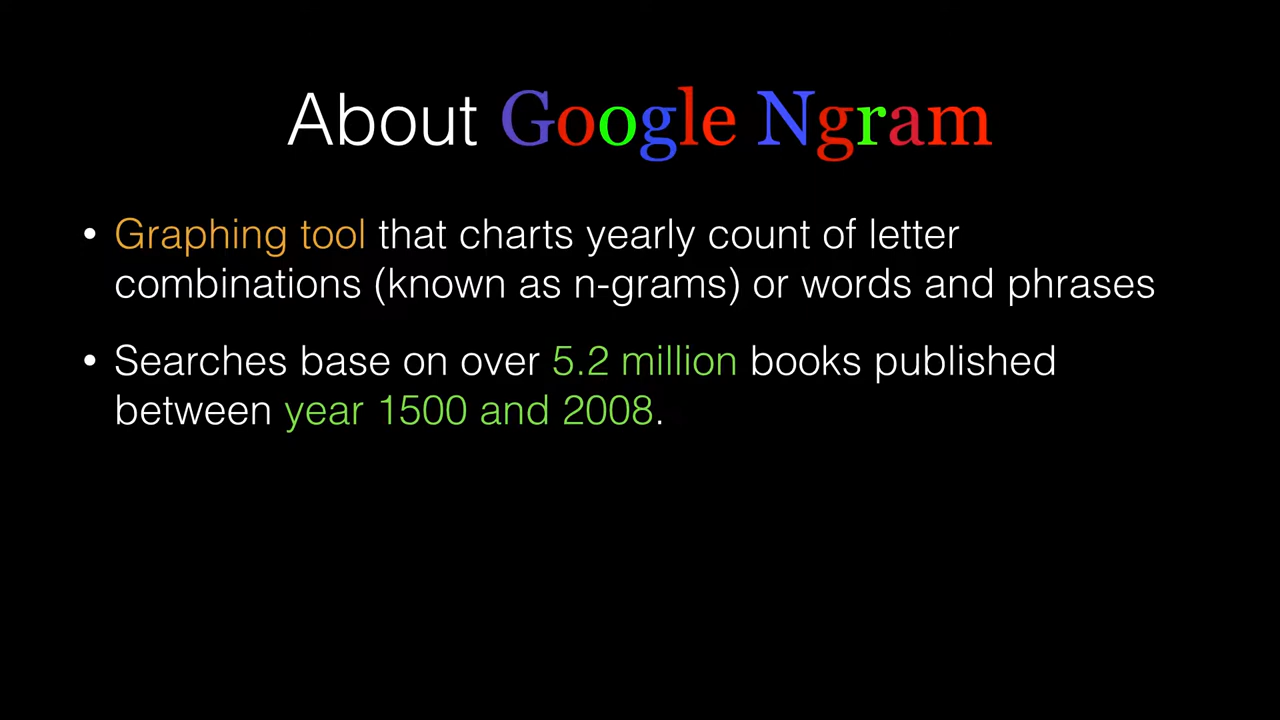 About Google Ngram
• Graphing tool that charts yearly count of letter
combinations (known as n-grams) or words and phrases
• Searches base on over 5.2 million books published
between year 1500 and 2008.